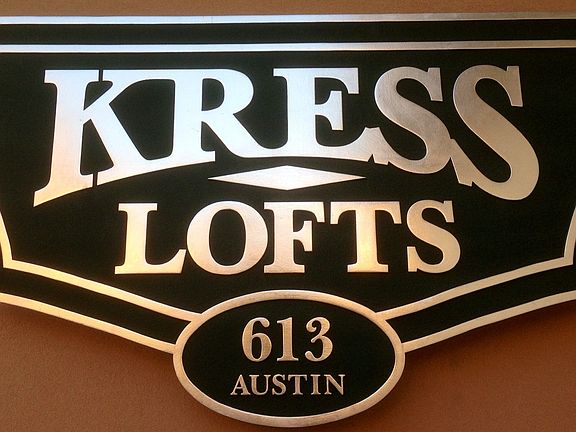 KRESS
LOFTS
613
AUSTIN